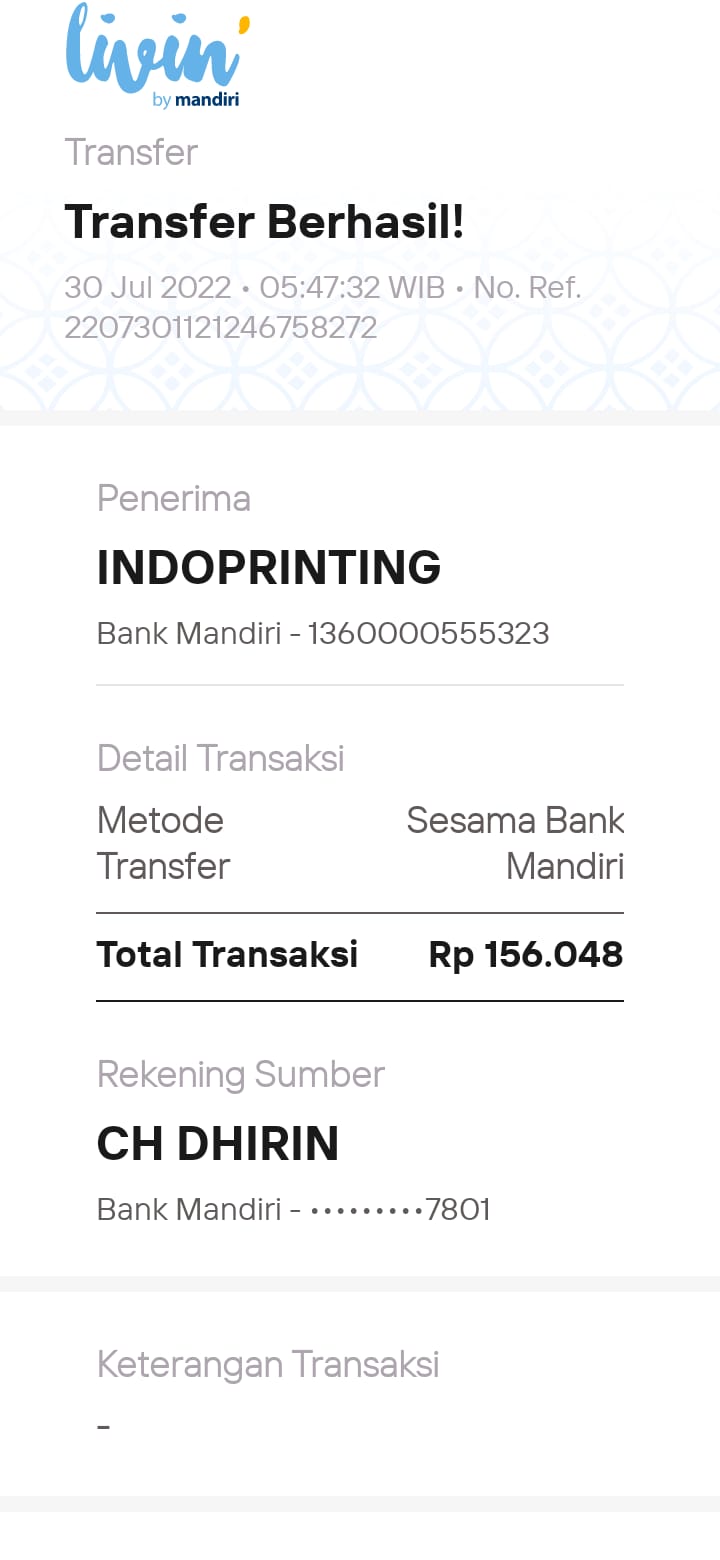 livin'
by mandiri
Transfer
Transfer Berhasil!
30 Jul 2022 • 05:47:32 WIB • No. Ref.
2207301121246758272
Penerima
INDOPRINTING
Bank Mandiri - 1360000555323
Detail Transaksi
Metode Transfer Sesama Bank Mandiri
Total Transaksi Rp 156.048
Rekening Sumber
CH DHIRIN
Bank Mandiri - •••••••••7801
Keterangan Transaksi
-